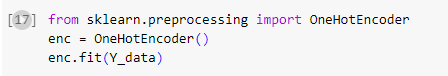 [17] from sklearn.preprocessing import OneHotEncoder
enc = OneHotEncoder()
enc.fit(Y_data)